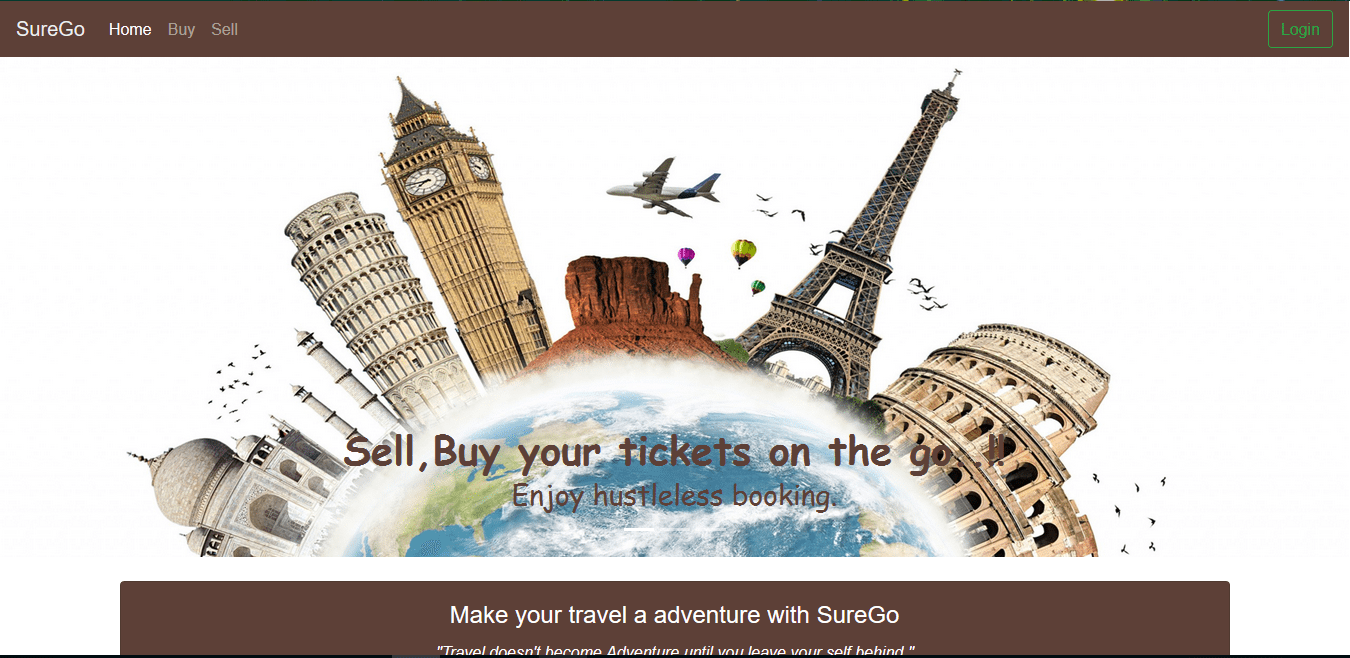 SureGo Home Buy Sell Login
Sell,Buy your tickets on the go..!!
Enjoy hustleless booking.
Make your travel a adventure with SureGo
"Travel doesn't become Adventure until you leave your self behind."